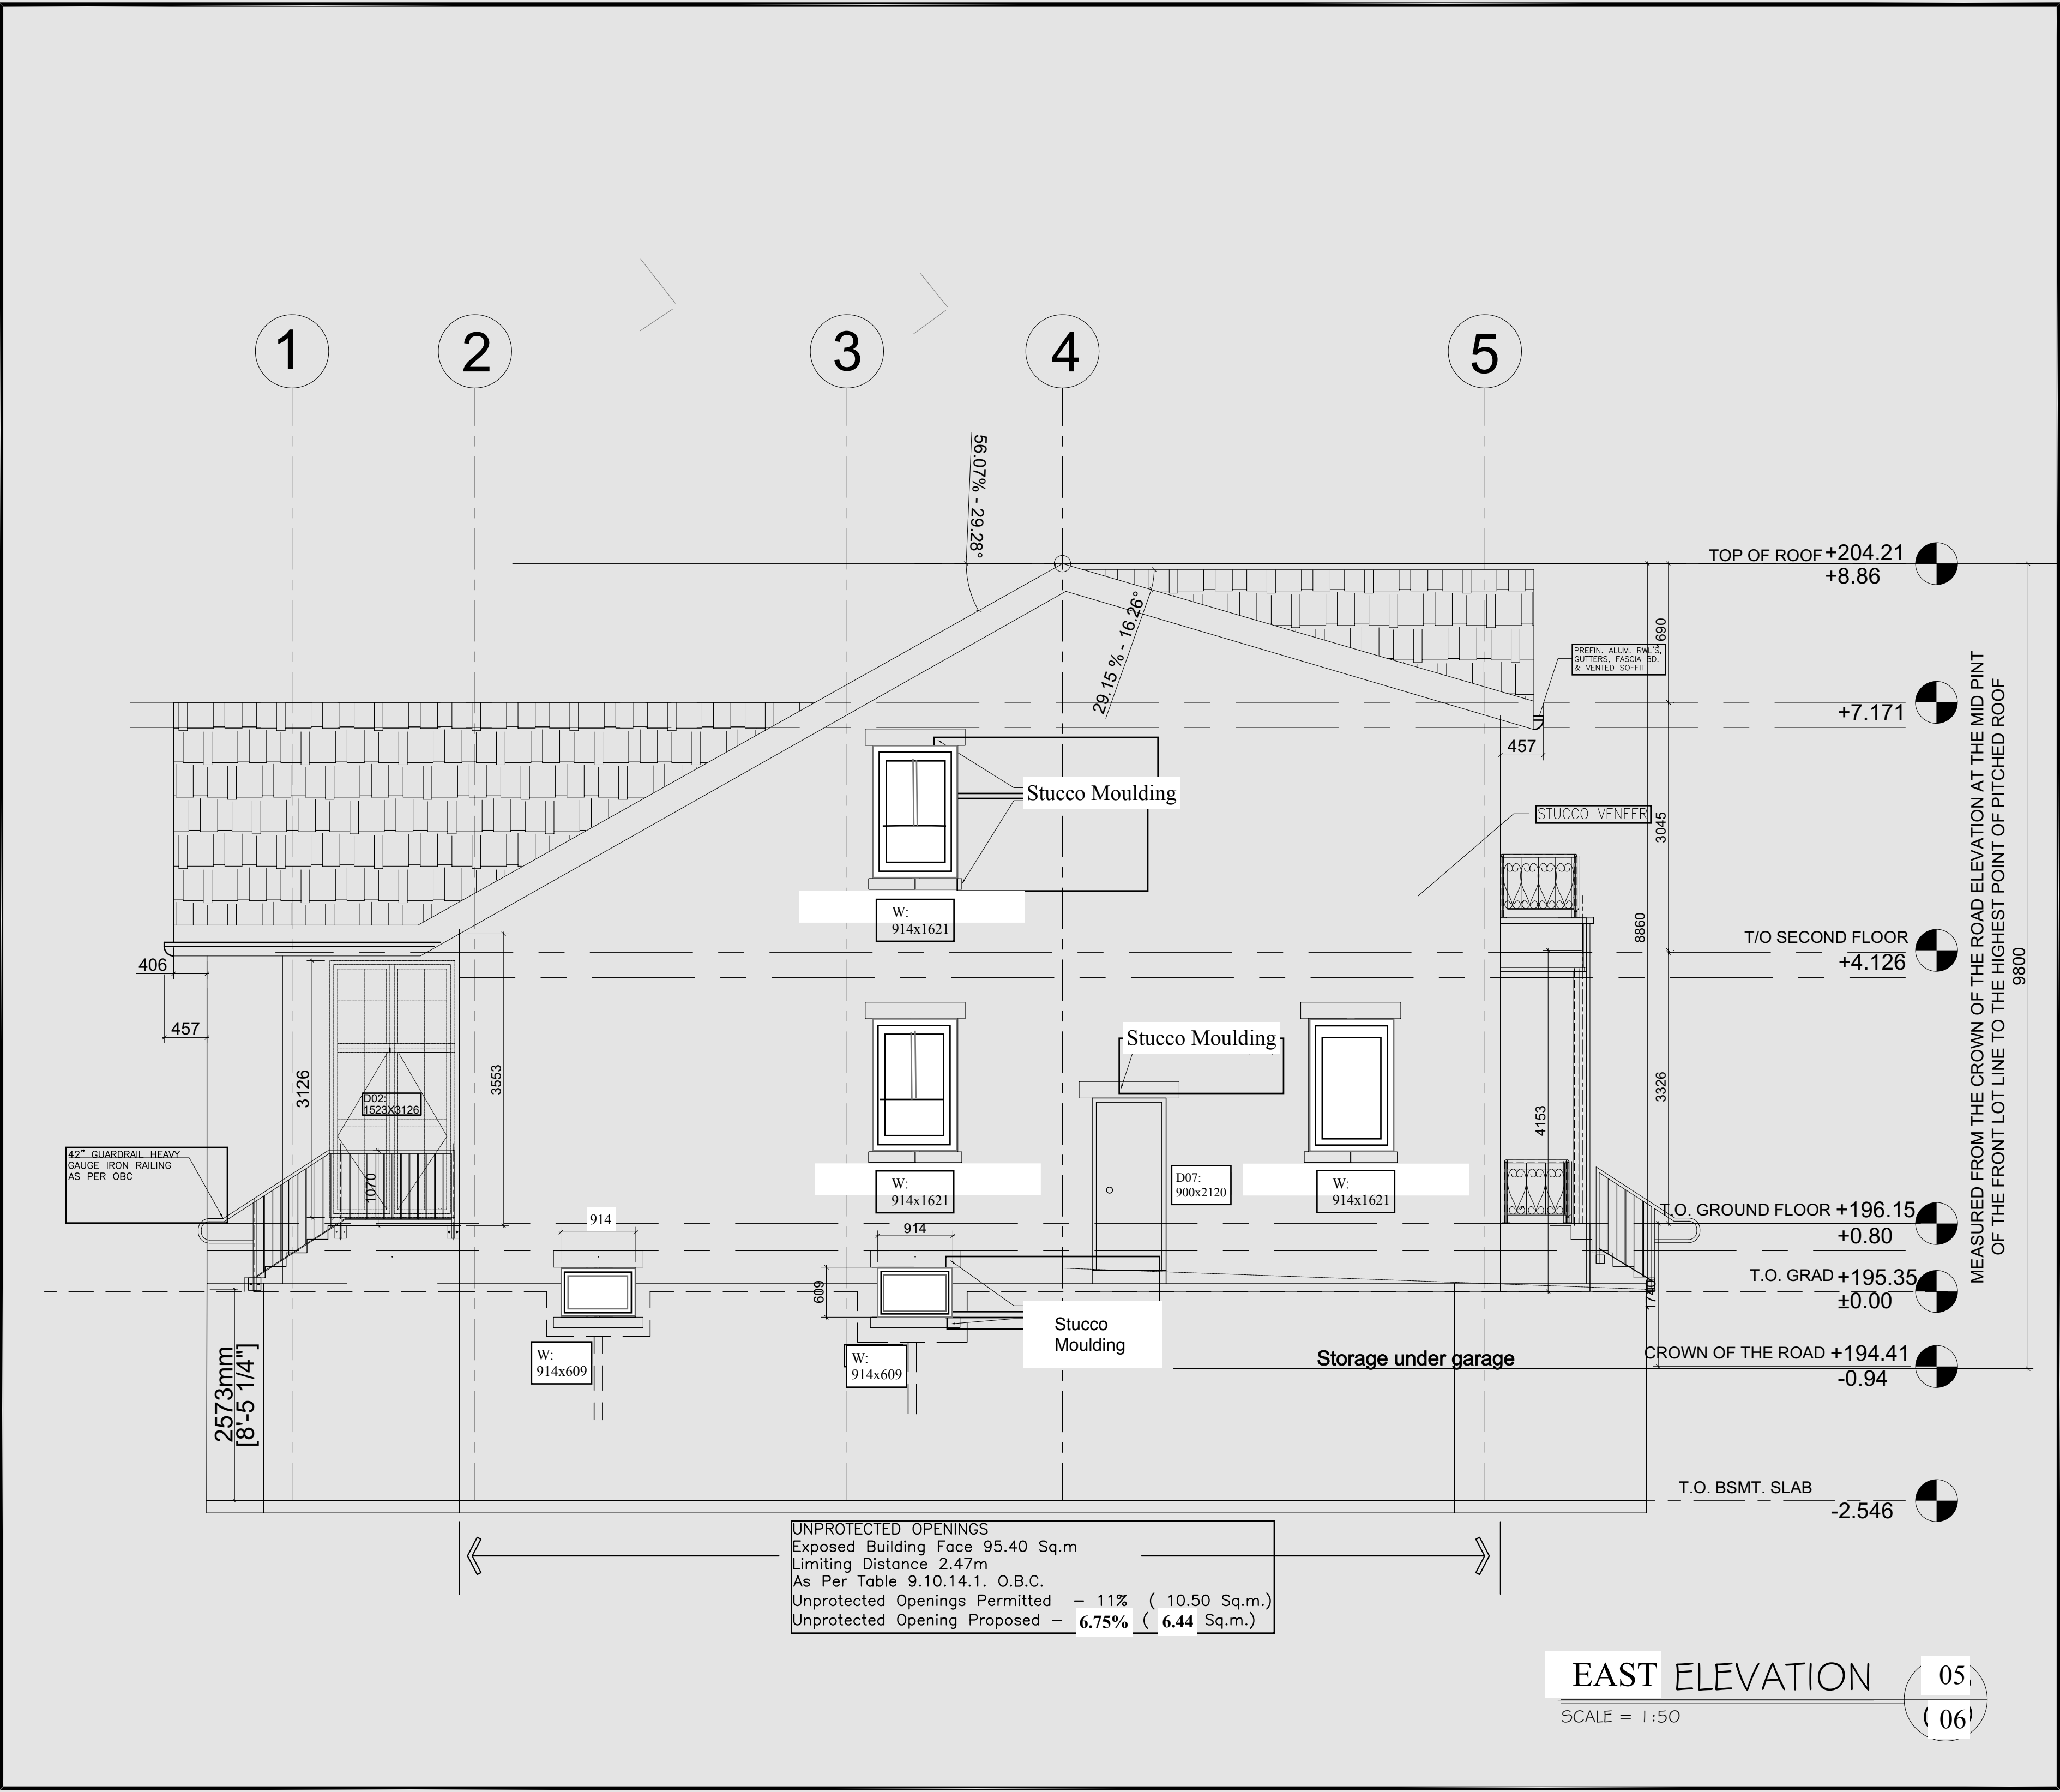 1
2
3
4
5
56.07% - 29.28°
29.15 % - 16.26°
TOP OF ROOF +204.21
+8.86
1690
PREFIN. ALUM. RWL'S,
GUTTERS, FASCIA BD.
& VENTED SOFFIT
+7.171
457
Stucco Moulding
STUCCO VENEER
3045
8860
W:
914x1621
T/O SECOND FLOOR
+4.126
9800
MEASURED FROM THE CROWN OF THE ROAD ELEVATION AT THE MID PINT
OF THE FRONT LOT LINE TO THE HIGHEST POINT OF PITCHED ROOF
406
457
3126
3553
D02:
1523X3126
Stucco Moulding
3326
4153
42" GUARDRAIL HEAVY
GAUGE IRON RAILING
AS PER OBC
1070
W:
914x1621
D07:
900x2120
W:
914x1621
T.O. GROUND FLOOR +196.15
+0.80
914
914
609
T.O. GRAD +195.35
±0.00
1740
Stucco
Moulding
W:
914x609
W:
914x609
Storage under garage
CROWN OF THE ROAD +194.41
-0.94
2573mm
[8'-5 1/4"]
T.O. BSMT. SLAB
-2.546
UNPROTECTED OPENINGS
Exposed Building Face 95.40 Sq.m
Limiting Distance 2.47m
As Per Table 9.10.14.1. O.B.C.
Unprotected Openings Permitted – 11% ( 10.50 Sq.m.)
Unprotected Opening Proposed – 6.75% ( 6.44 Sq.m.)
EAST ELEVATION
SCALE = 1:50
05
06